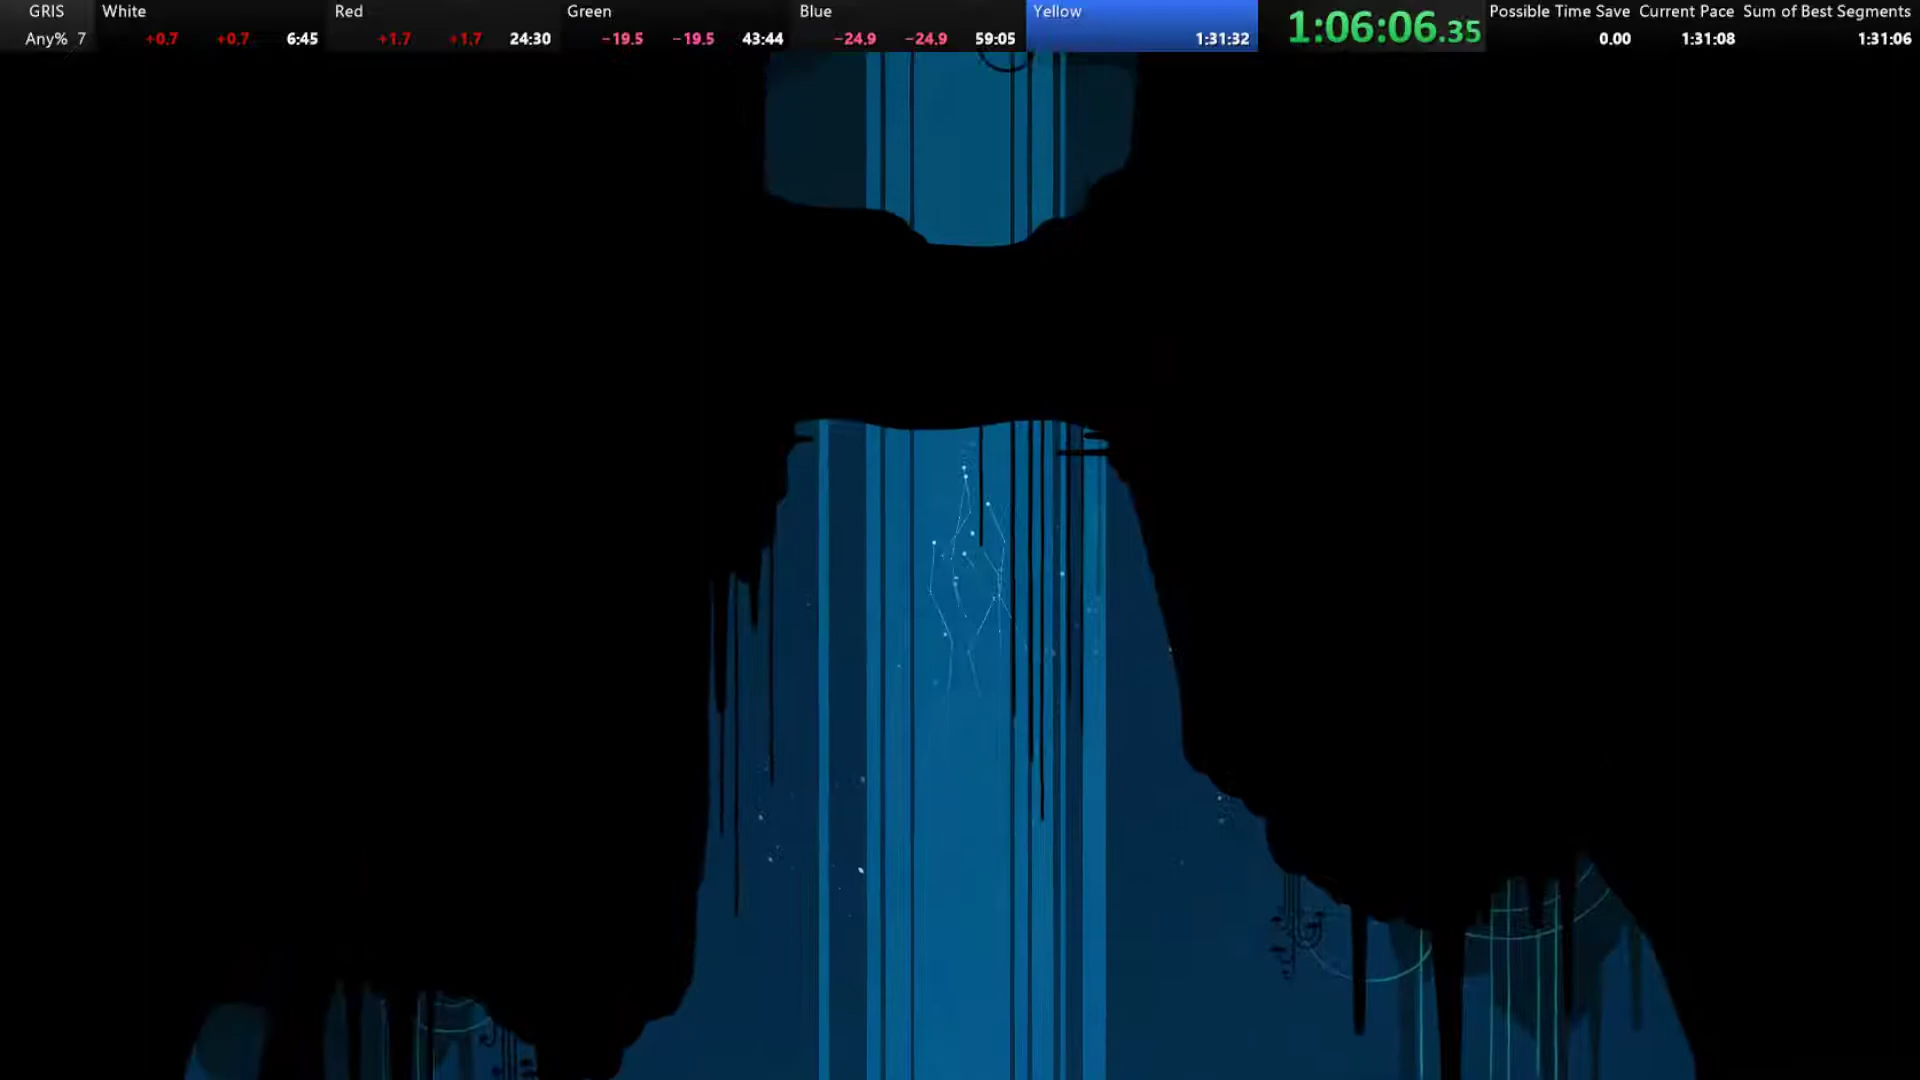 GRIS White Red Green Blue Yellow 1:06:06.35 Possible Time Save Current Pace Sum of Best Segments
Any% 7 +0.7 +0.7 6:45 +1.7 +1.7 24:30 −19.5 −19.5 43:44 −24.9 −24.9 59:05 1:31:32 0.00 1:31:08 1:31:06